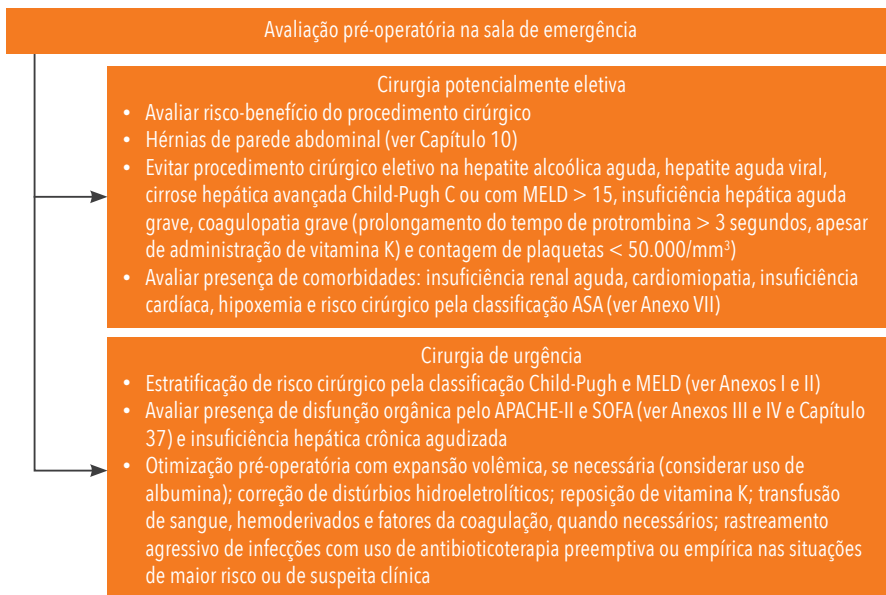 Avaliação pré-operatória na sala de emergência
Cirurgia potencialmente eletiva
• Avaliar risco-benefício do procedimento cirúrgico
• Hérnias de parede abdominal (ver Capítulo 10)
• Evitar procedimento cirúrgico eletivo na hepatite alcoólica aguda, hepatite aguda viral,
cirrose hepática avançada Child-Pugh C ou com MELD > 15, insuficiência hepática aguda
grave, coagulopatia grave (prolongamento do tempo de protrombina > 3 segundos, apesar
de administração de vitamina K) e contagem de plaquetas < 50.000/mm³)
• Avaliar presença de comorbidades: insuficiência renal aguda, cardiomiopatia, insuficiência
cardíaca, hipoxemia e risco cirúrgico pela classificação ASA (ver Anexo VII)
Cirurgia de urgência
• Estratificação de risco cirúrgico pela classificação Child-Pugh e MELD (ver Anexos I e II)
• Avaliar presença de disfunção orgânica pelo APACHE-II e SOFA (ver Anexos III e IV e Capítulo
37) e insuficiência hepática crônica agudizada
• Otimização pré-operatória com expansão volêmica, se necessária (considerar uso de
albumina); correção de distúrbios hidroeletrolíticos; reposição de vitamina K; transfusão
de sangue, hemoderivados e fatores da coagulação, quando necessários; rastreamento
agressivo de infecções com uso de antibioticoterapia preemptiva ou empírica nas situações
de maior risco ou de suspeita clínica